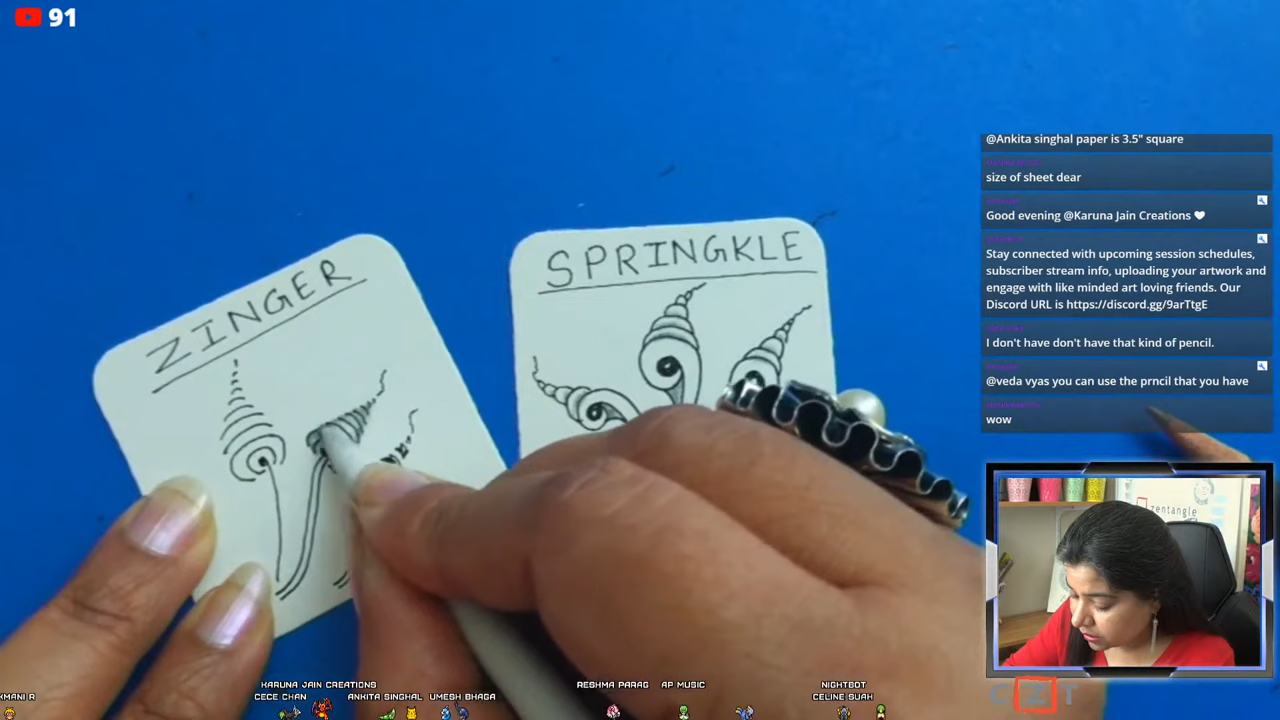 91
ZINGER
SPRINGKLE
@Ankita singhal paper is 3.5" square
size of sheet dear
Good evening @Karuna Jain Creations
Stay connected with upcoming session schedules,
subscriber stream info, uploading your artwork and
engage with like minded art loving friends. Our
Discord URL is https://discord.gg/9arTtgE
I don't have don't have that kind of pencil.
@veda vyas you can use the prncil that you have
wow
zentangle
C Z T
KMANI R
KARUNA JAIN CREATIONS
CECE CHAN
ANKITA SINGHAL
UMESH BHAGA
RESHMA PARAG
AP MUSIC
NIGHTBOT
CELINE SUAH